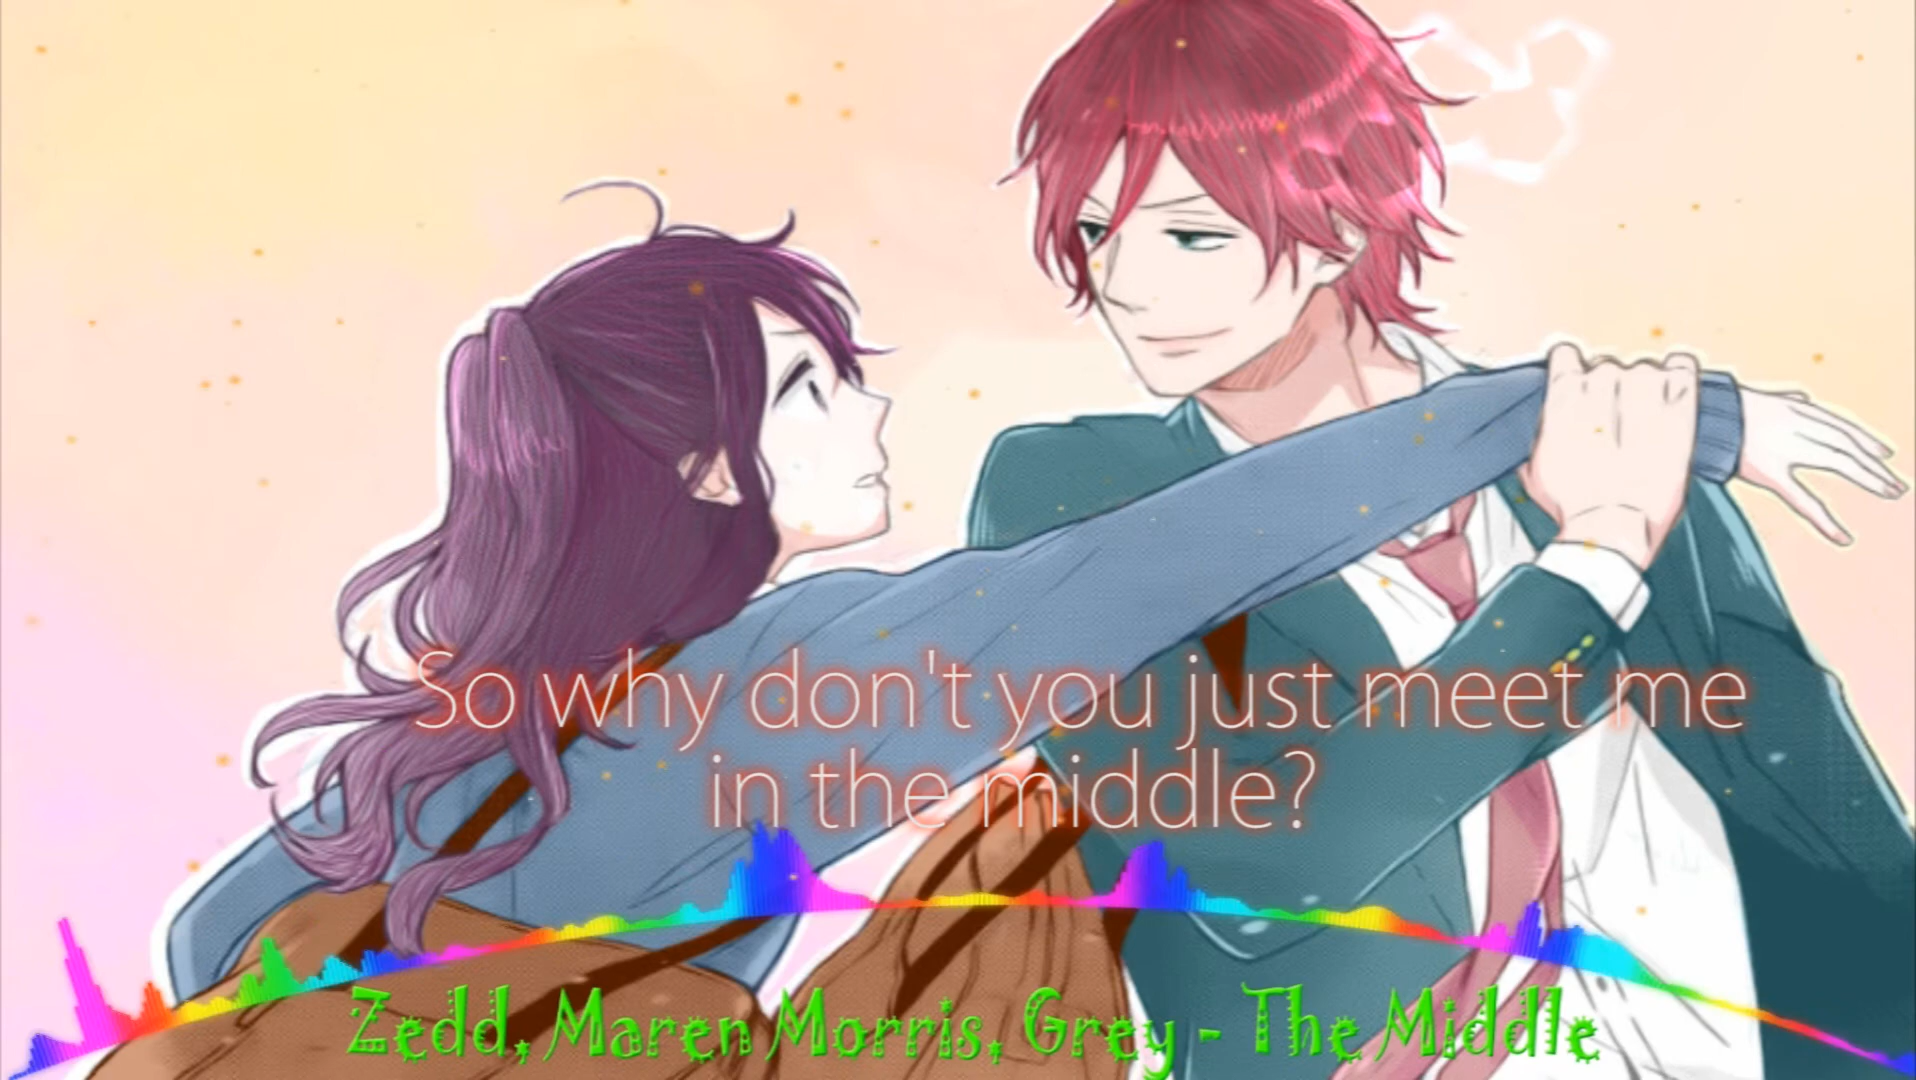 So why don't you just meet me
in the middle?
Zedd, Maren Morris, Grey - The Middle